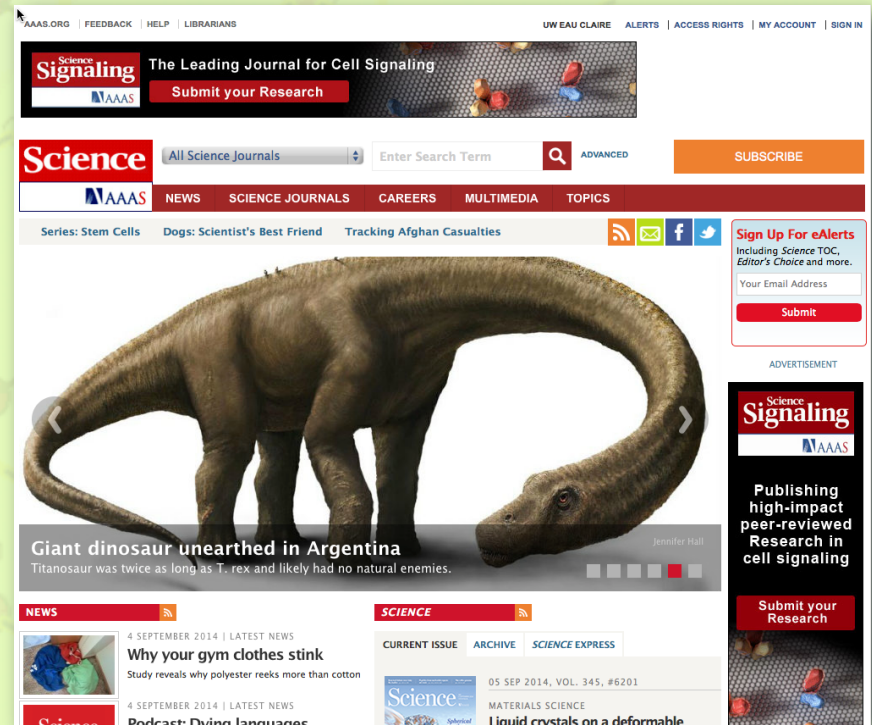 AAAS.ORG | FEEDBACK | HELP | LIBRARIANS
UW EAU CLAIRE ALERTS | ACCESS RIGHTS | MY ACCOUNT | SIGN IN
Science
Signaling
AAAS
The Leading Journal for Cell Signaling
Submit your Research
Science
AAAS
All Science Journals
Enter Search Term
ADVANCED
SUBSCRIBE
NEWS SCIENCE JOURNALS CAREERS MULTIMEDIA TOPICS
Series: Stem Cells Dogs: Scientist's Best Friend Tracking Afghan Casualties
Sign Up For eAlerts
Including Science TOC,
Editor's Choice and more.
Your Email Address
Submit
ADVERTISEMENT
Science
Signaling
AAAS
Publishing
high-impact
peer-reviewed
Research in
cell signaling
Submit your
Research
Jennifer Hall
Giant dinosaur unearthed in Argentina
Titanosaur was twice as long as T. rex and likely had no natural enemies.
NEWS
4 SEPTEMBER 2014 | LATEST NEWS
Why your gym clothes stink
Study reveals why polyester reeks more than cotton
4 SEPTEMBER 2014 | LATEST NEWS
Podcast: Dying languages
Science
SCIENCE
CURRENT ISSUE ARCHIVE SCIENCE EXPRESS
05 SEP 2014, VOL. 345, #6201
MATERIALS SCIENCE
Liquid crystals on a deformable
Science